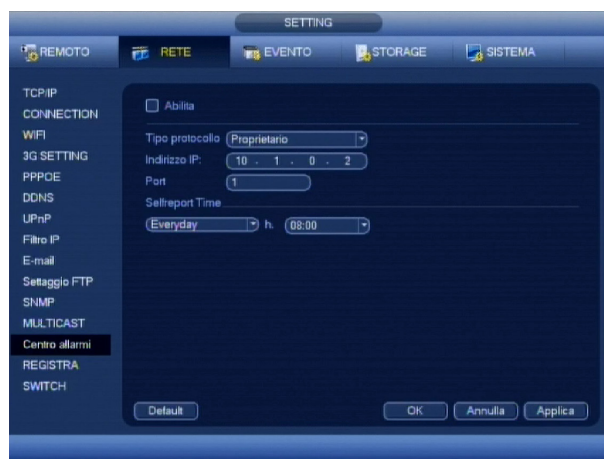 SETTING
REMOTO RETE EVENTO STORAGE SISTEMA
TCP/IP
CONNECTION
WIFI
3G SETTING
PPPOE
DDNS
UPnP
Filtro IP
E-mail
Settaggio FTP
SNMP
MULTICAST
Centro allarmi
REGISTRA
SWITCH
Abilita
Tipo protocollo Proprietario
Indirizzo IP: 10 . 1 . 0 . 2
Port 1
Selfreport Time
Everyday h. 08:00
Default OK Annulla Applica